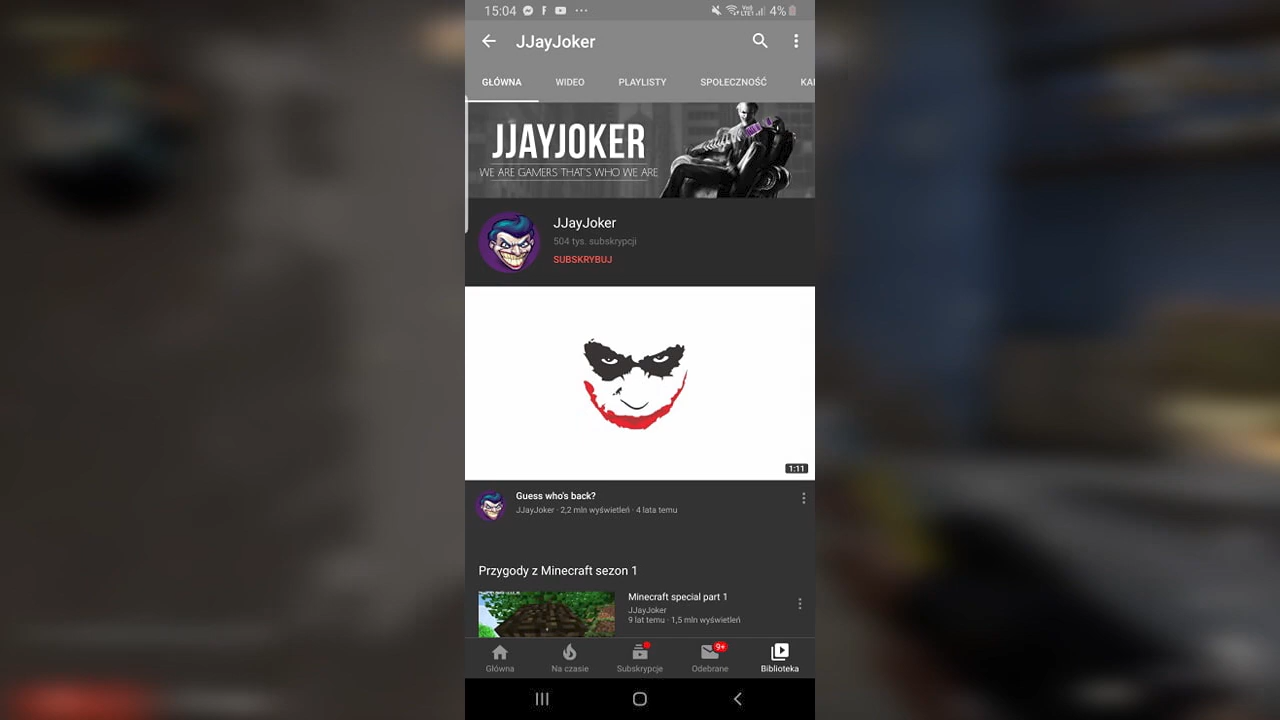 15:04 4%
JJayJoker
GŁÓWNA WIDEO PLAYLISTY SPOŁECZNOŚĆ KA
JJAYJOKER
WE ARE GAMERS THAT'S WHO WE ARE
JJayJoker
504 tys. subskrypcji
SUBSKRYBUJ
1:11
Guess who's back?
JJayJoker · 2,2 mln wyświetleń · 4 lata temu
Przygody z Minecraft sezon 1
Minecraft special part 1
JJayJoker
9 lat temu · 1,5 mln wyświetleń
9+
Główna Na czasie Subskrypcje Odebrane Biblioteka